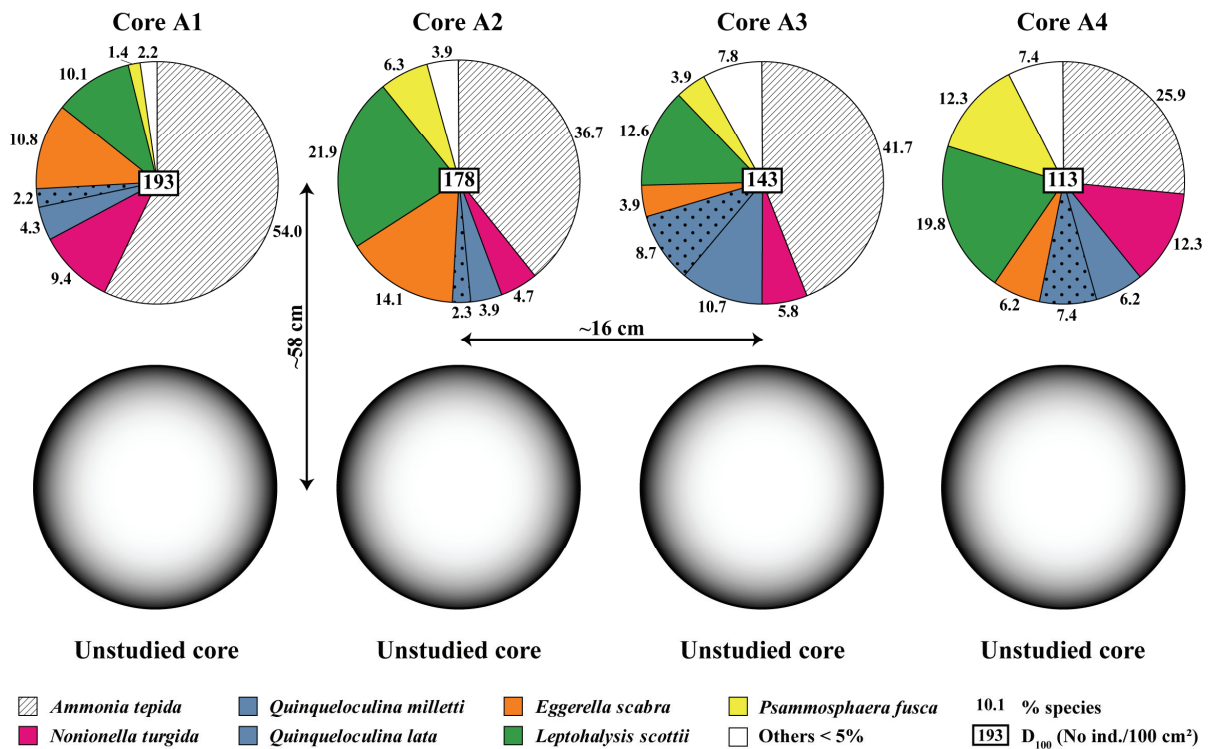 Core A1
Core A2
Core A3
Core A4
1.4
2.2
10.1
10.8
2.2
4.3
9.4
54.0
193
6.3
3.9
21.9
36.7
178
14.1
2.3
3.9
4.7
3.9
7.8
12.6
41.7
143
3.9
8.7
10.7
5.8
7.4
12.3
25.9
113
19.8
12.3
6.2
7.4
6.2
~58 cm
~16 cm
Unstudied core
Unstudied core
Unstudied core
Unstudied core
Ammonia tepida
Quinqueloculina milletti
Eggerella scabra
Psammosphaera fusca
10.1 % species
Nonionella turgida
Quinqueloculina lata
Leptohalysis scottii
Others < 5%
193 D100 (No ind./100 cm²)